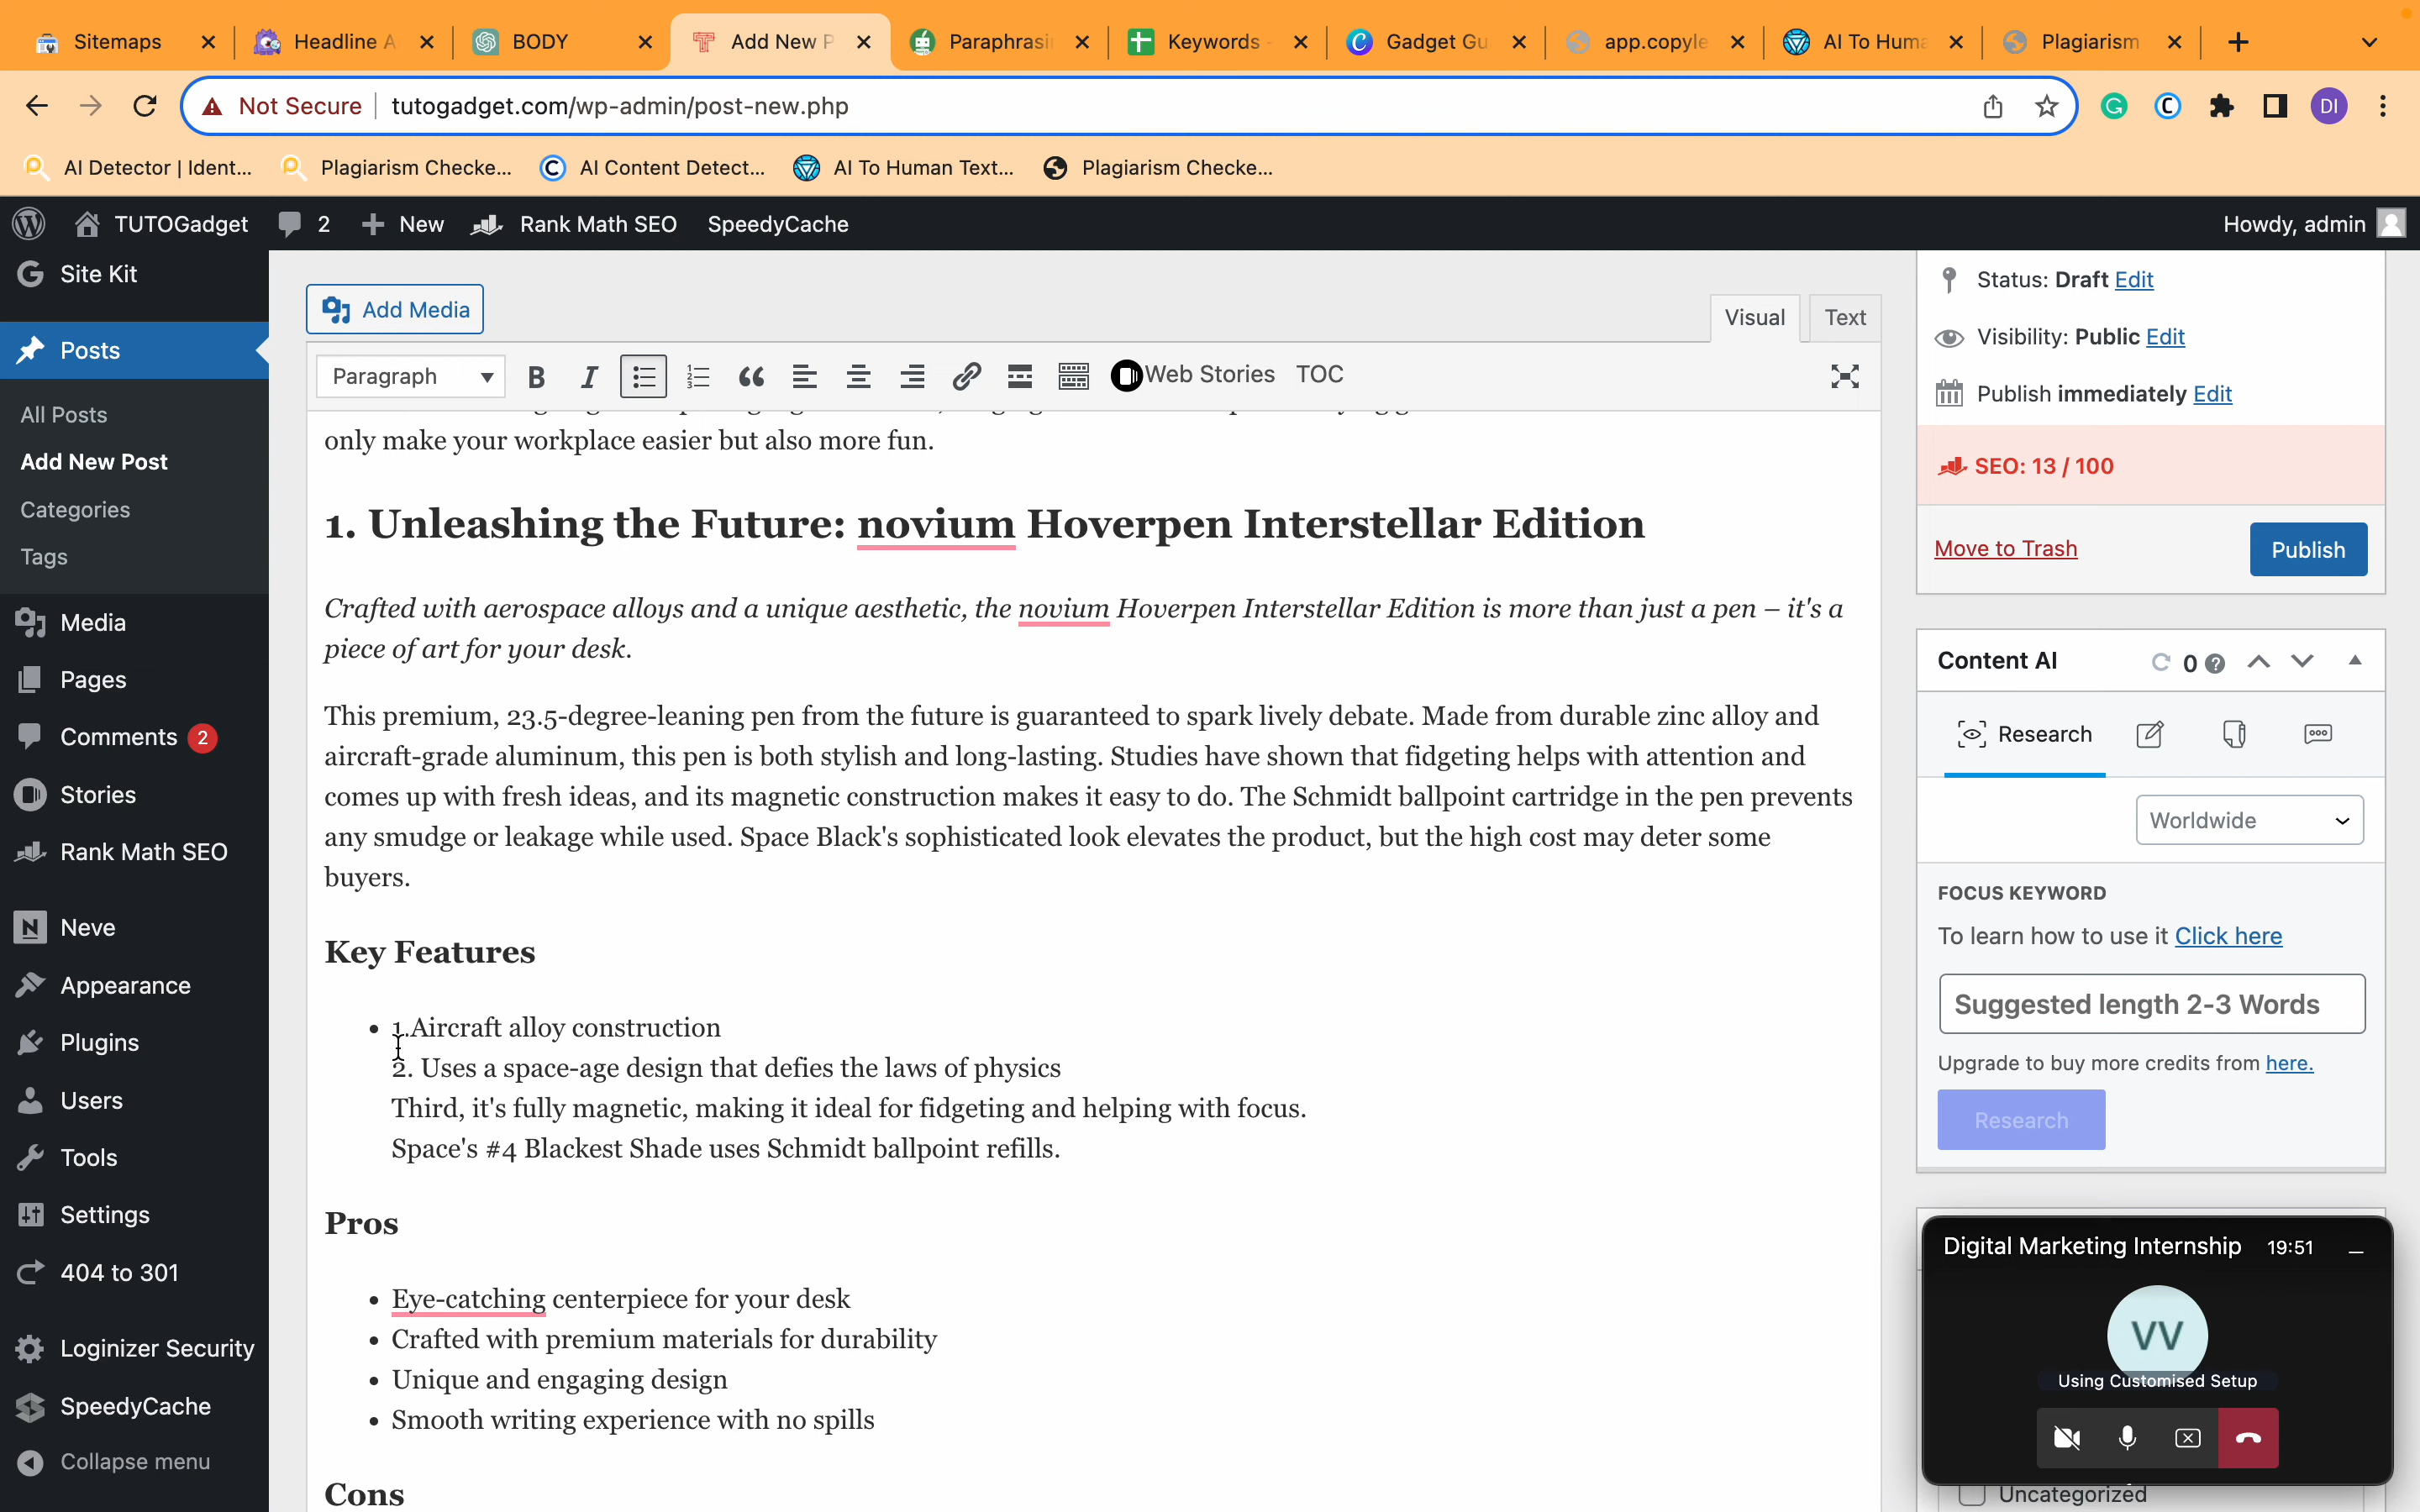 Sitemaps
Headline A
BODY
Add New P
Paraphrasi
Keywords -
Gadget Gu
app.copyle
AI To Huma
Plagiarism
Not Secure
tutogadget.com/wp-admin/post-new.php
DI
AI Detector | Ident...
Plagiarism Checke...
AI Content Detect...
AI To Human Text...
Plagiarism Checke...
TUTOGadget
2
New
Rank Math SEO
SpeedyCache
Howdy, admin
Site Kit
Posts
All Posts
Add New Post
Categories
Tags
Media
Pages
Comments 2
Stories
Rank Math SEO
Neve
Appearance
Plugins
Users
Tools
Settings
404 to 301
Loginizer Security
SpeedyCache
Collapse menu
Add Media
Visual
Text
Paragraph
Web Stories
TOC
only make your workplace easier but also more fun.
1. Unleashing the Future: novium Hoverpen Interstellar Edition
Crafted with aerospace alloys and a unique aesthetic, the novium Hoverpen Interstellar Edition is more than just a pen – it's a
piece of art for your desk.
This premium, 23.5-degree-leaning pen from the future is guaranteed to spark lively debate. Made from durable zinc alloy and
aircraft-grade aluminum, this pen is both stylish and long-lasting. Studies have shown that fidgeting helps with attention and
comes up with fresh ideas, and its magnetic construction makes it easy to do. The Schmidt ballpoint cartridge in the pen prevents
any smudge or leakage while used. Space Black's sophisticated look elevates the product, but the high cost may deter some
buyers.
Key Features
• 1.Aircraft alloy construction
2. Uses a space-age design that defies the laws of physics
Third, it's fully magnetic, making it ideal for fidgeting and helping with focus.
Space's #4 Blackest Shade uses Schmidt ballpoint refills.
Pros
• Eye-catching centerpiece for your desk
• Crafted with premium materials for durability
• Unique and engaging design
• Smooth writing experience with no spills
Cons
Status: Draft Edit
Visibility: Public Edit
Publish immediately Edit
SEO: 13 / 100
Move to Trash
Publish
Content AI
0
Research
Worldwide
FOCUS KEYWORD
To learn how to use it Click here
Suggested length 2-3 Words
Upgrade to buy more credits from here.
Research
Digital Marketing Internship 19:51
VV
Using Customised Setup
Uncategorized